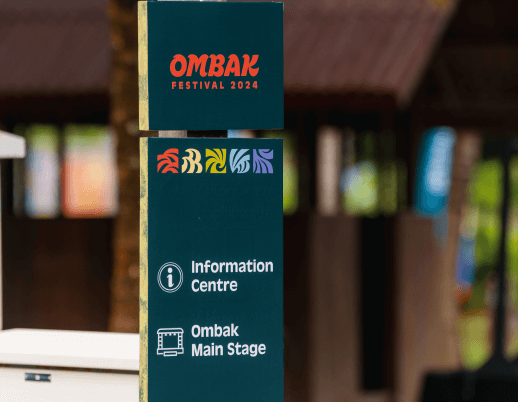 OMBAK
FESTIVAL 2024
Information
Centre
Ombak
Main Stage